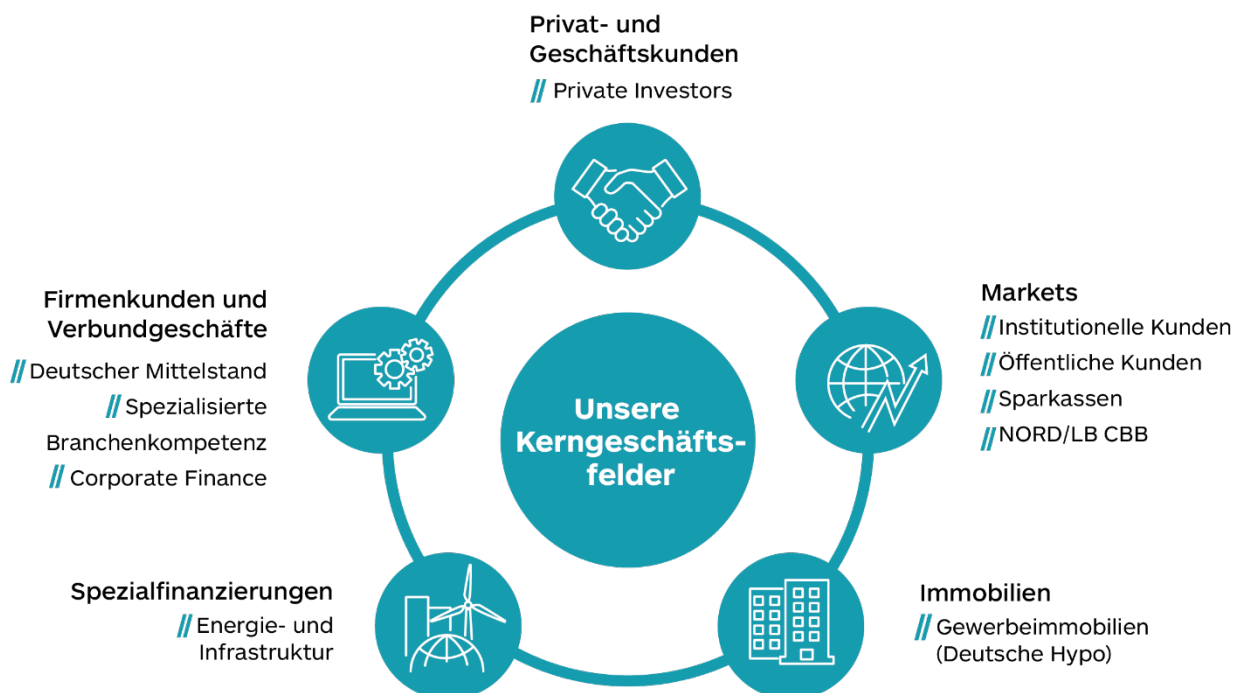 Privat- und
Geschäftskunden
// Private Investors
Markets
// Institutionelle Kunden
// Öffentliche Kunden
// Sparkassen
// NORD/LB CBB
Immobilien
// Gewerbeimmobilien
(Deutsche Hypo)
Spezialfinanzierungen
// Energie- und
Infrastruktur
Firmenkunden und
Verbundgeschäfte
// Deutscher Mittelstand
// Spezialisierte
Branchenkompetenz
// Corporate Finance
Unsere
Kerngeschäfts-
felder